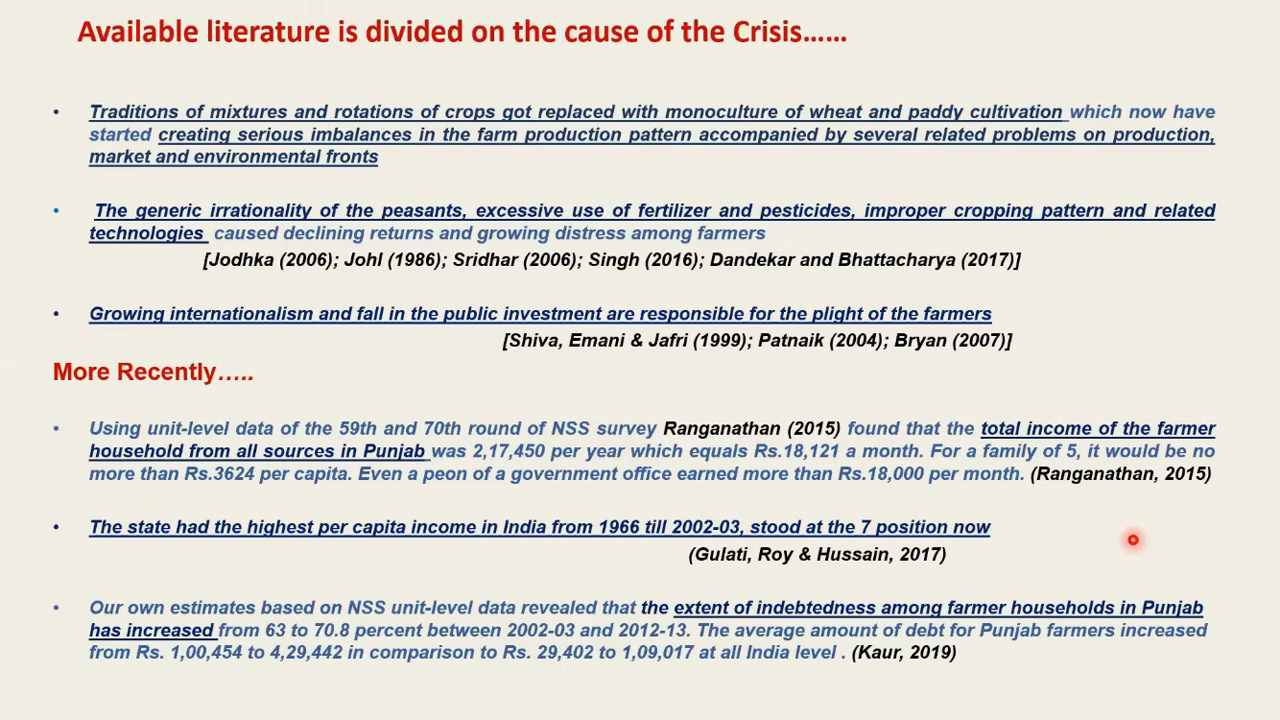 Available literature is divided on the cause of the Crisis......
• Traditions of mixtures and rotations of crops got replaced with monoculture of wheat and paddy cultivation which now have
started creating serious imbalances in the farm production pattern accompanied by several related problems on production,
market and environmental fronts
• The generic irrationality of the peasants, excessive use of fertilizer and pesticides, improper cropping pattern and related
technologies caused declining returns and growing distress among farmers
[Jodhka (2006); Johl (1986); Sridhar (2006); Singh (2016); Dandekar and Bhattacharya (2017)]
• Growing internationalism and fall in the public investment are responsible for the plight of the farmers
[Shiva, Emani & Jafri (1999); Patnaik (2004); Bryan (2007)]
More Recently.....
• Using unit-level data of the 59th and 70th round of NSS survey Ranganathan (2015) found that the total income of the farmer
household from all sources in Punjab was 2,17,450 per year which equals Rs.18,121 a month. For a family of 5, it would be no
more than Rs.3624 per capita. Even a peon of a government office earned more than Rs.18,000 per month. (Ranganathan, 2015)
• The state had the highest per capita income in India from 1966 till 2002-03, stood at the 7 position now
(Gulati, Roy & Hussain, 2017)
• Our own estimates based on NSS unit-level data revealed that the extent of indebtedness among farmer households in Punjab
has increased from 63 to 70.8 percent between 2002-03 and 2012-13. The average amount of debt for Punjab farmers increased
from Rs. 1,00,454 to 4,29,442 in comparison to Rs. 29,402 to 1,09,017 at all India level . (Kaur, 2019)